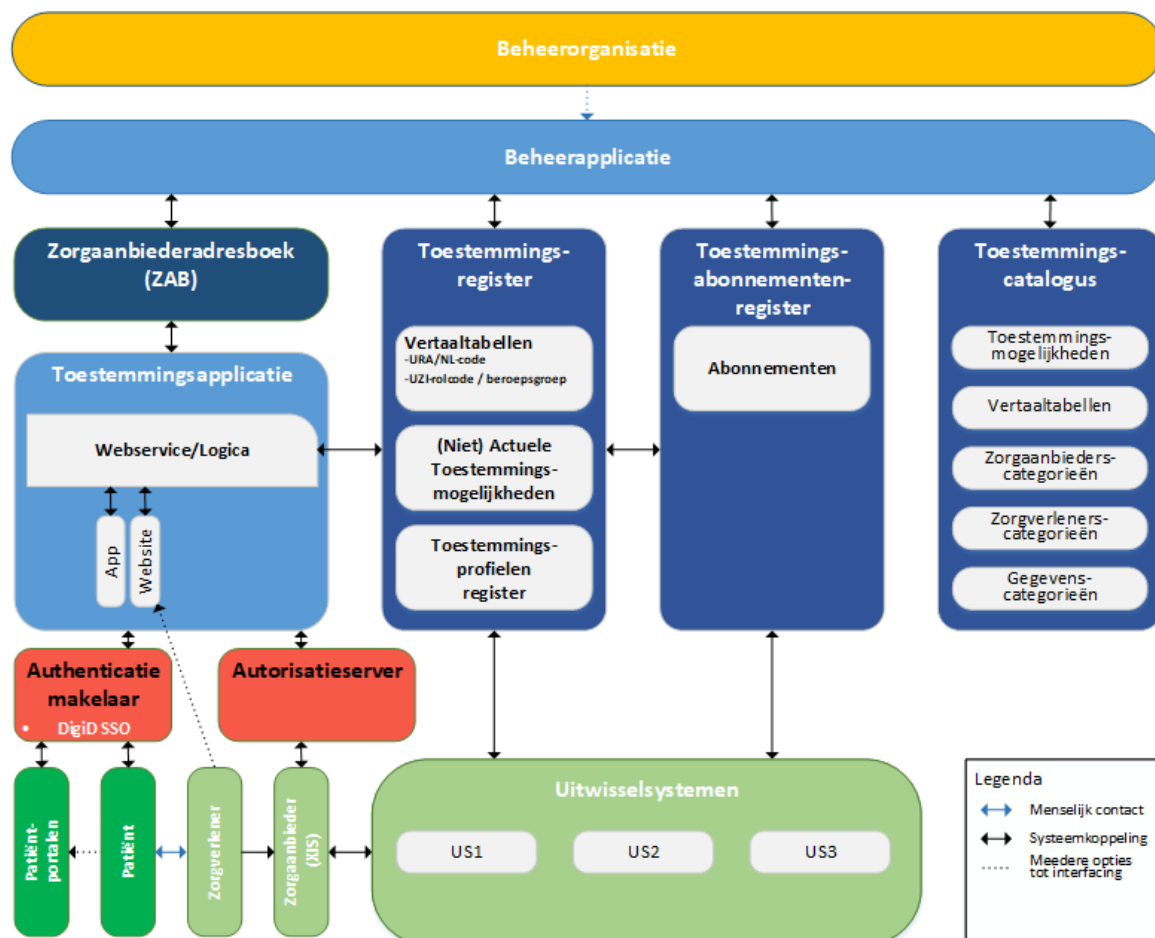 Beheerorganisatie
Beheerapplicatie
Zorgaanbiederadresboek
(ZAB)
Toestemmings-
register
Toestemmings-
abonnementen-
register
Toestemmings-
catalogus
Vertaaltabellen
-URA/NL-code
-UZI-rolcode / beroepsgroep
Abonnementen
Toestemmings-
mogelijkheden
Vertaaltabellen
Zorgaanbieders-
categorieën
Zorgverleners-
categorieën
Gegevens-
categorieën
Toestemmingsapplicatie
Webservice/Logica
App
Website
(Niet) Actuele
Toestemmings-
mogelijkheden
Toestemmings-
profielen
register
Authenticatie
makelaar
• DigiD SSO
Autorisatieserver
Patiënt-
portalen
Patiënt
Zorgverlener
Zorgaanbieder
(XIS)
Uitwisselsystemen
US1
US2
US3
Legenda
Menselijk contact
Systeemkoppeling
Meedere opties
tot interfacing